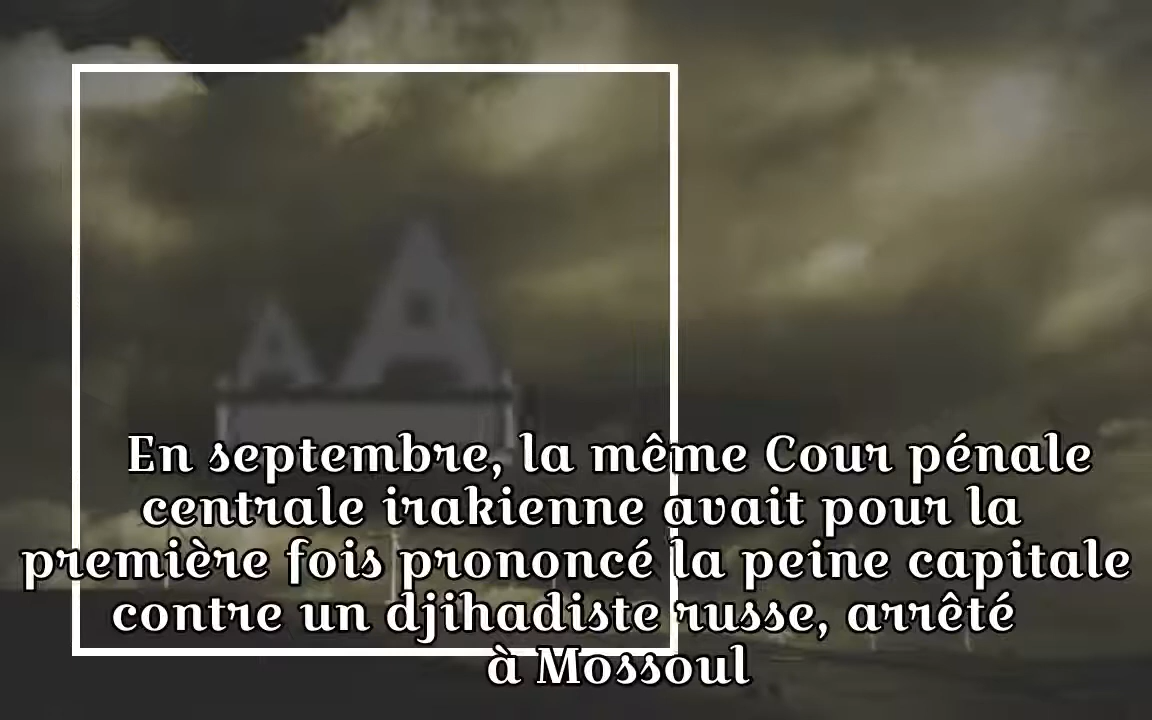 En septembre, la même Cour pénale
centrale irakienne avait pour la
première fois prononcé la peine capitale
contre un djihadiste russe, arrêté
à Mossoul